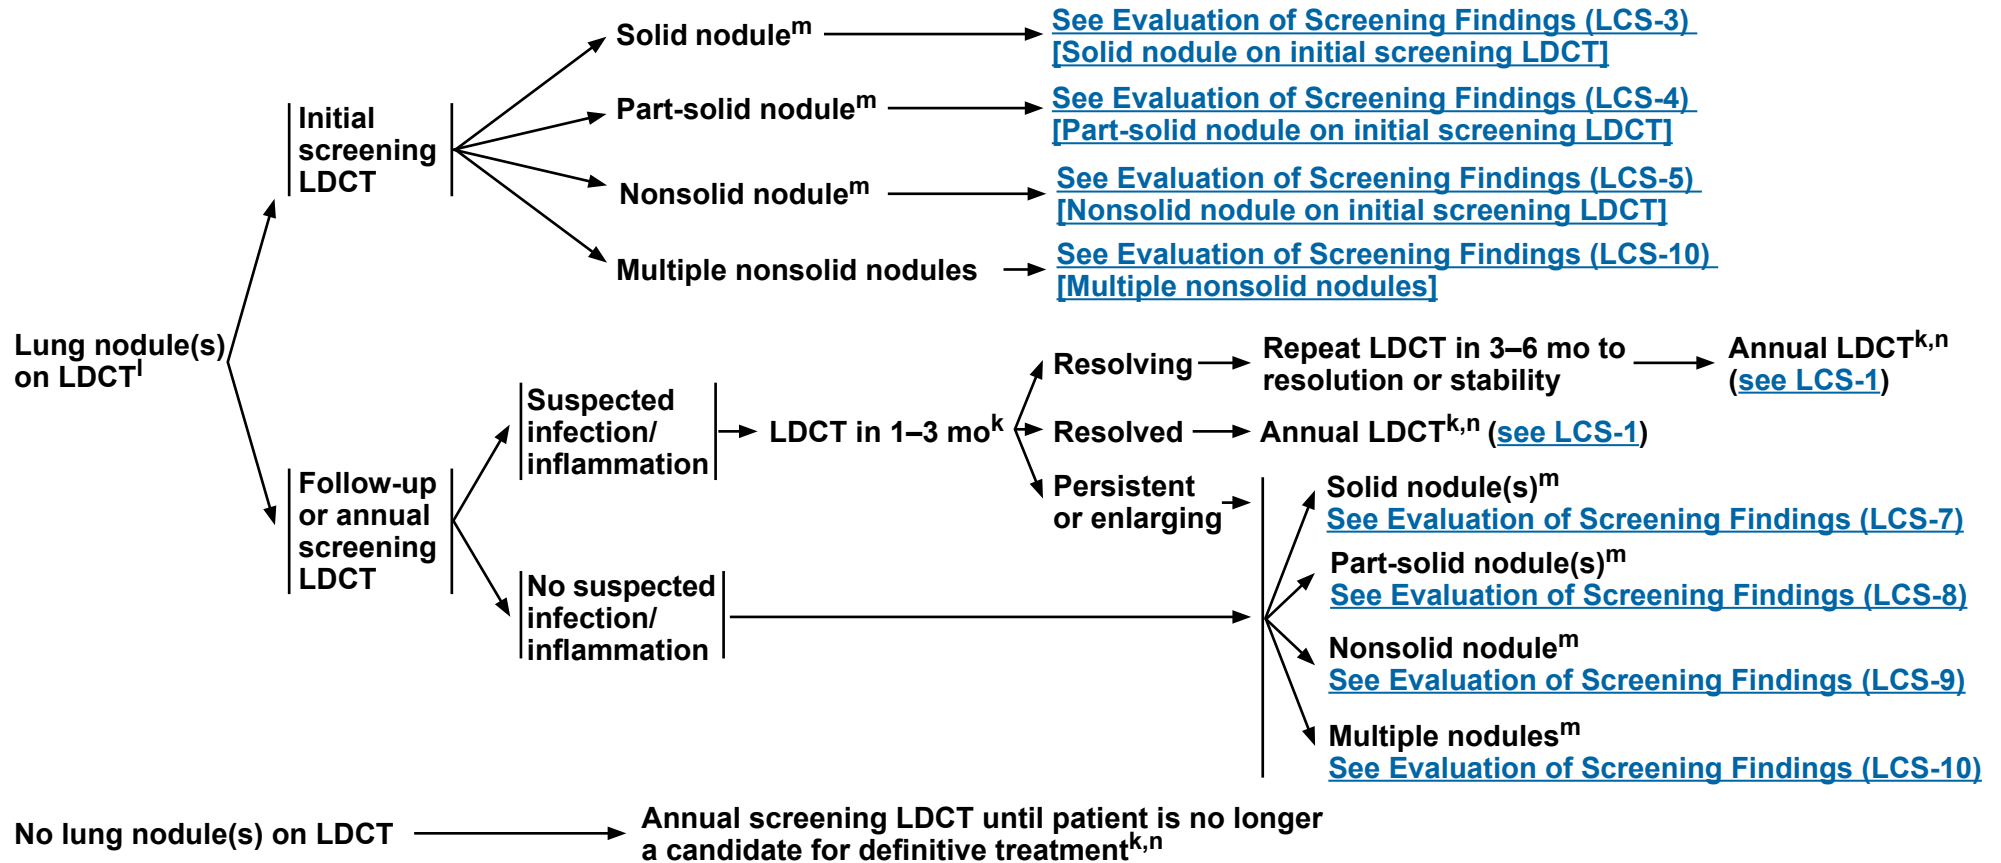 Solid nodule^m
See Evaluation of Screening Findings (LCS-3)
[Solid nodule on initial screening LDCT]
Initial
screening
LDCT
Part-solid nodule^m
See Evaluation of Screening Findings (LCS-4)
[Part-solid nodule on initial screening LDCT]
Nonsolid nodule^m
See Evaluation of Screening Findings (LCS-5)
[Nonsolid nodule on initial screening LDCT]
Multiple nonsolid nodules
See Evaluation of Screening Findings (LCS-10)
[Multiple nonsolid nodules]
Lung nodule(s)
on LDCT^l
Follow-up
or annual
screening
LDCT
Suspected
infection/
inflammation
LDCT in 1–3 mo^k
Resolving
Repeat LDCT in 3–6 mo to
resolution or stability
Annual LDCT^k,n
(see LCS-1)
Resolved
Annual LDCT^k,n (see LCS-1)
Persistent
or enlarging
No suspected
infection/
inflammation
Solid nodule(s)^m
See Evaluation of Screening Findings (LCS-7)
Part-solid nodule(s)^m
See Evaluation of Screening Findings (LCS-8)
Nonsolid nodule^m
See Evaluation of Screening Findings (LCS-9)
Multiple nodules^m
See Evaluation of Screening Findings (LCS-10)
No lung nodule(s) on LDCT
Annual screening LDCT until patient is no longer
a candidate for definitive treatment^k,n